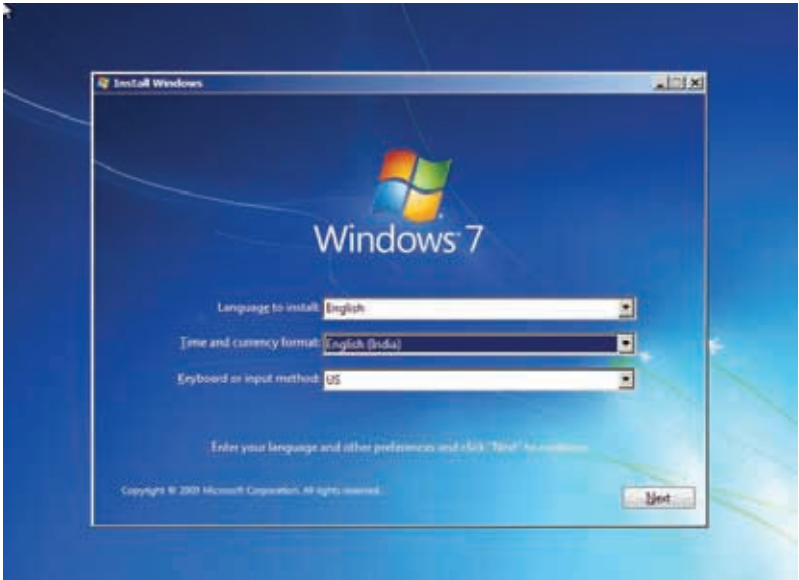 Install Windows
Windows 7
Language to install: English
Time and currency format: English (India)
Keyboard or input method: US
Enter your language and other preferences and click "Next" to continue.
Copyright © 2009 Microsoft Corporation. All rights reserved.
Next